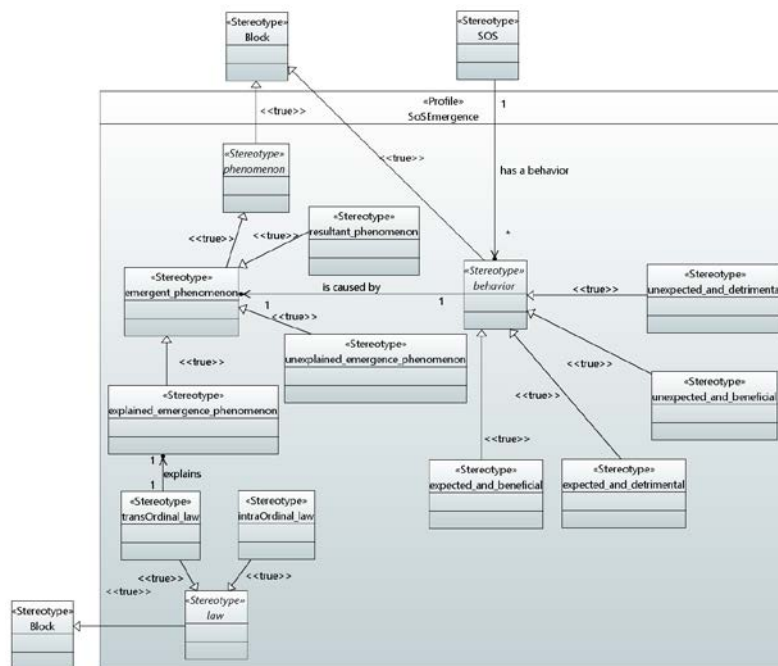 «Stereotype»
Block
«Stereotype»
SOS
«Profile»
SoSEmergence
<<true>>
1
«Stereotype»
phenomenon
<<true>>
has a behavior
<<true>>
<<true>>
«Stereotype»
resultant_phenomenon
*
«Stereotype»
emergent_phenomenon
«Stereotype»
behavior
is caused by
1
1
<<true>>
«Stereotype»
unexpected_and_detrimenta
<<true>>
«Stereotype»
unexplained_emergence_phenomenon
<<true>>
<<true>>
«Stereotype»
unexpected_and_beneficial
«Stereotype»
explained_emergence_phenomenon
<<true>>
<<true>>
1
explains
1
«Stereotype»
expected_and_beneficial
«Stereotype»
expected_and_detrimental
«Stereotype»
transOrdinal_law
«Stereotype»
intraOrdinal_law
<<true>>
<<true>>
<<true>>
«Stereotype»
Block
«Stereotype»
law